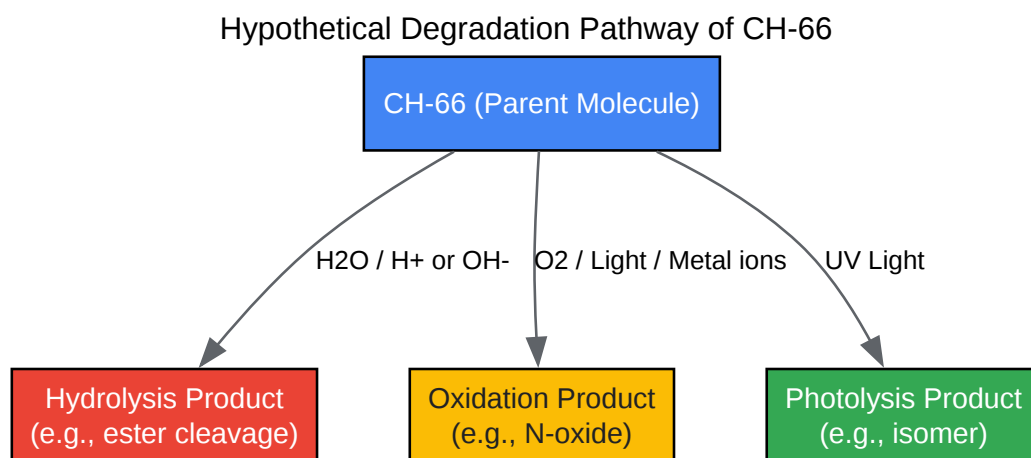 Hypothetical Degradation Pathway of CH-66
CH-66 (Parent Molecule)
H2O / H+ or OH-
O2 / Light / Metal ions
UV Light
Hydrolysis Product
(e.g., ester cleavage)
Oxidation Product
(e.g., N-oxide)
Photolysis Product
(e.g., isomer)